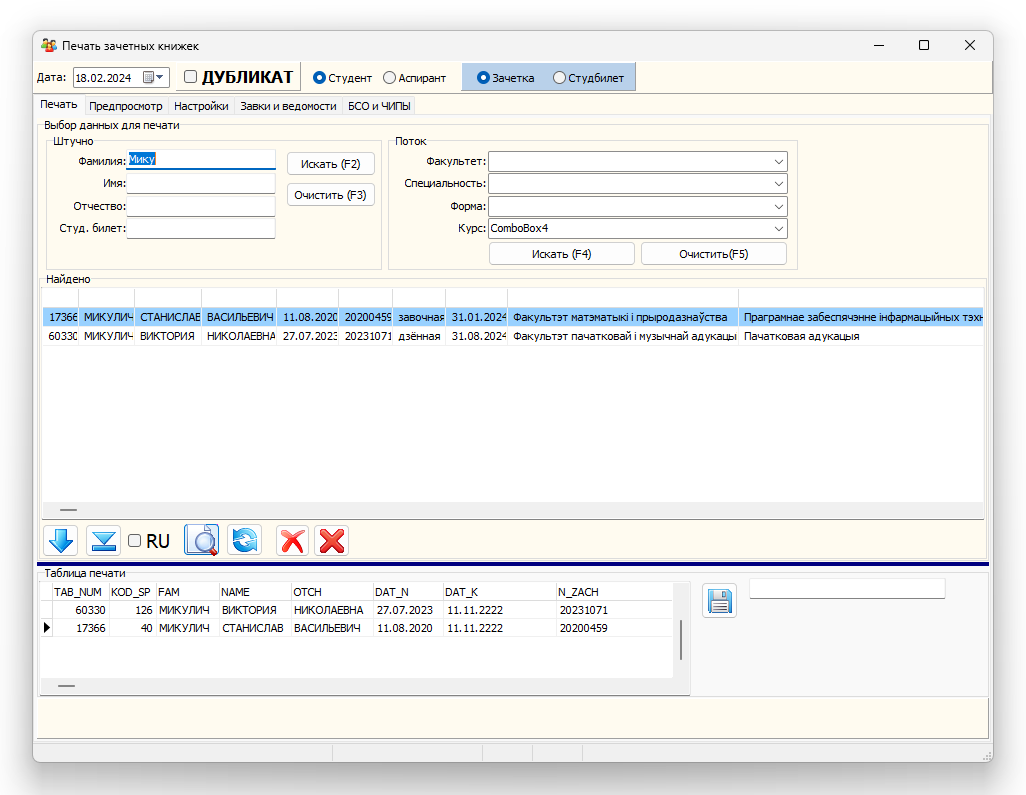 Печать зачетных книжек
Дата: 18.02.2024 ДУБЛИКАТ Студент Аспирант Зачетка Студбилет
Печать Предпросмотр Настройки Завки и ведомости БСО и ЧИПЫ
Выбор данных для печати
Штучно
Фамилия: Мику Искать (F2)
Имя:
Очистить (F3)
Отчество:
Студ. билет:
Поток
Факультет:
Специальность:
Форма:
Курс: ComboBox4
Искать (F4) Очистить(F5)
Найдено
17366 МИКУЛИЧ СТАНИСЛАВ ВАСИЛЬЕВИЧ 11.08.2020 20200459 завочная 31.01.2024 Факультэт матэматыкі і прыродазнаўства Праграмнае забеспячэнне інфармацыйных тэхн
60330 МИКУЛИЧ ВИКТОРИЯ НИКОЛАЕВНА 27.07.2023 20231071 дзённая 31.08.2024 Факультэт пачатковай і музычнай адукацы Пачатковая адукацыя
RU
Таблица печати
TAB_NUM KOD_SP FAM NAME OTCH DAT_N DAT_K N_ZACH
60330 126 МИКУЛИЧ ВИКТОРИЯ НИКОЛАЕВНА 27.07.2023 11.11.2222 20231071
17366 40 МИКУЛИЧ СТАНИСЛАВ ВАСИЛЬЕВИЧ 11.08.2020 11.11.2222 20200459